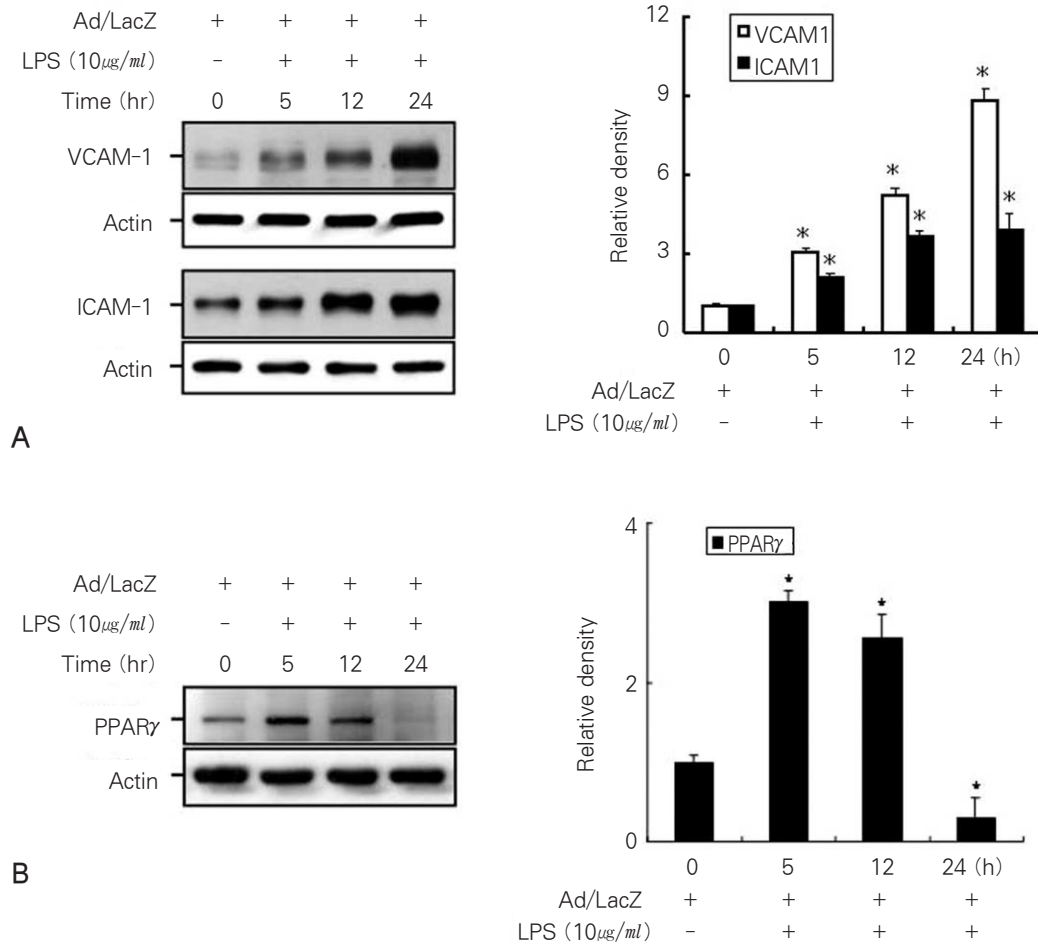 Ad/LacZ + + + +
LPS (10㎍/㎖) - + + +
Time (hr) 0 5 12 24
VCAM-1
Actin
ICAM-1
Actin
12
9
6
3
0
Relative density
VCAM1
ICAM1
* * * * * *
0 5 12 24 (h)
Ad/LacZ + + + +
LPS (10㎍/㎖) - + + +
A
Ad/LacZ + + + +
LPS (10㎍/㎖) - + + +
Time (hr) 0 5 12 24
PPARγ
Actin
4
2
0
Relative density
PPARγ
* * *
0 5 12 24 (h)
Ad/LacZ + + + +
LPS (10㎍/㎖) - + + +
B